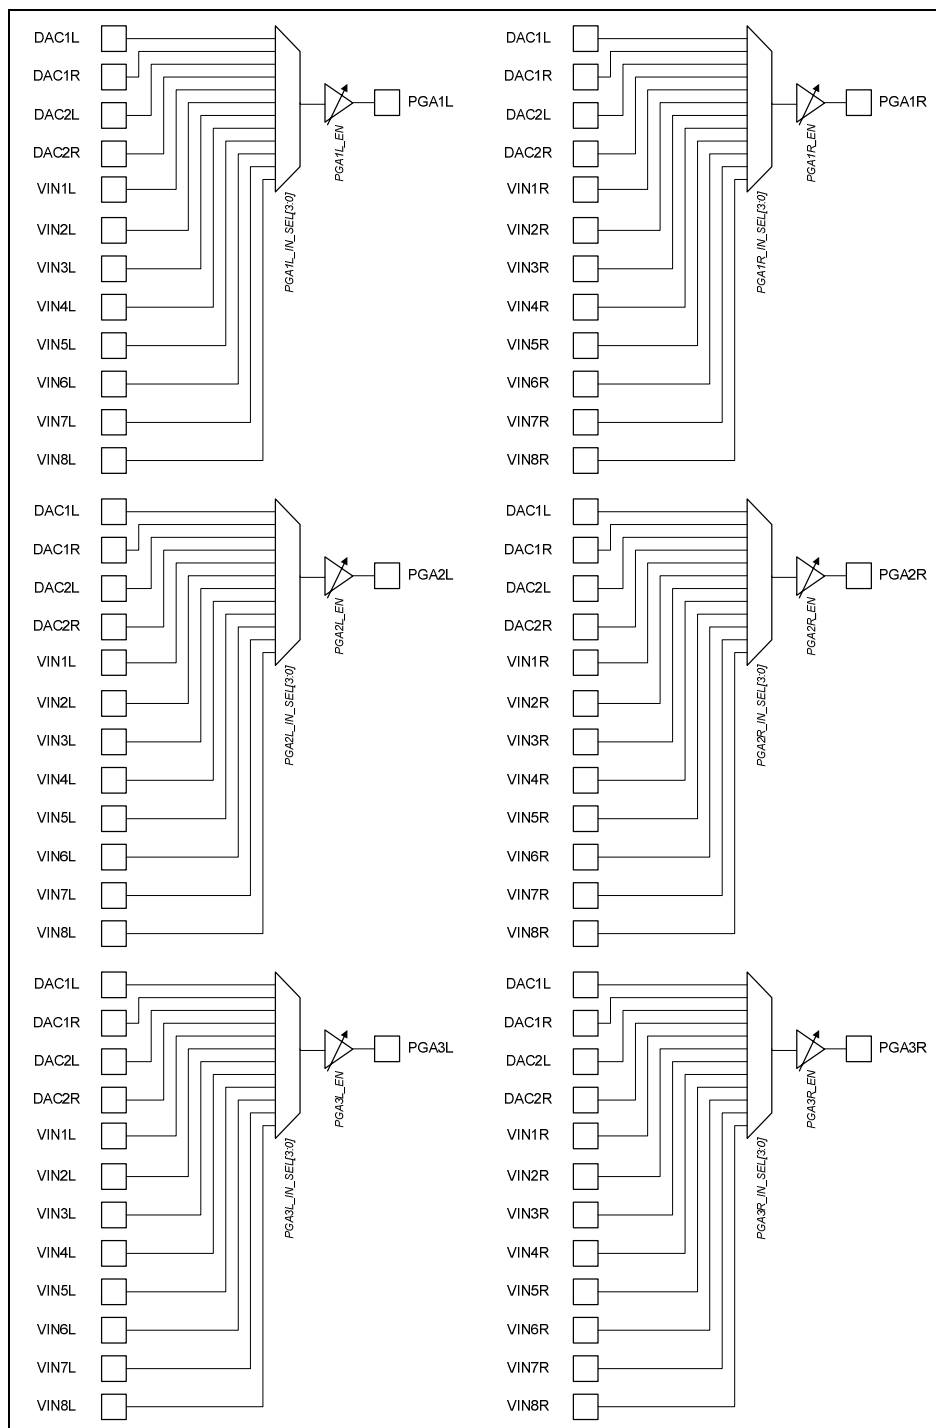 DAC1L
DAC1R
DAC2L
DAC2R
VIN1L
VIN2L
VIN3L
VIN4L
VIN5L
VIN6L
VIN7L
VIN8L
PGA1L_IN_SEL[3:0]
PGA1L_EN
PGA1L
DAC1L
DAC1R
DAC2L
DAC2R
VIN1R
VIN2R
VIN3R
VIN4R
VIN5R
VIN6R
VIN7R
VIN8R
PGA1R_IN_SEL[3:0]
PGA1R_EN
PGA1R
DAC1L
DAC1R
DAC2L
DAC2R
VIN1L
VIN2L
VIN3L
VIN4L
VIN5L
VIN6L
VIN7L
VIN8L
PGA2L_IN_SEL[3:0]
PGA2L_EN
PGA2L
DAC1L
DAC1R
DAC2L
DAC2R
VIN1R
VIN2R
VIN3R
VIN4R
VIN5R
VIN6R
VIN7R
VIN8R
PGA2R_IN_SEL[3:0]
PGA2R_EN
PGA2R
DAC1L
DAC1R
DAC2L
DAC2R
VIN1L
VIN2L
VIN3L
VIN4L
VIN5L
VIN6L
VIN7L
VIN8L
PGA3L_IN_SEL[3:0]
PGA3L_EN
PGA3L
DAC1L
DAC1R
DAC2L
DAC2R
VIN1R
VIN2R
VIN3R
VIN4R
VIN5R
VIN6R
VIN7R
VIN8R
PGA3R_IN_SEL[3:0]
PGA3R_EN
PGA3R